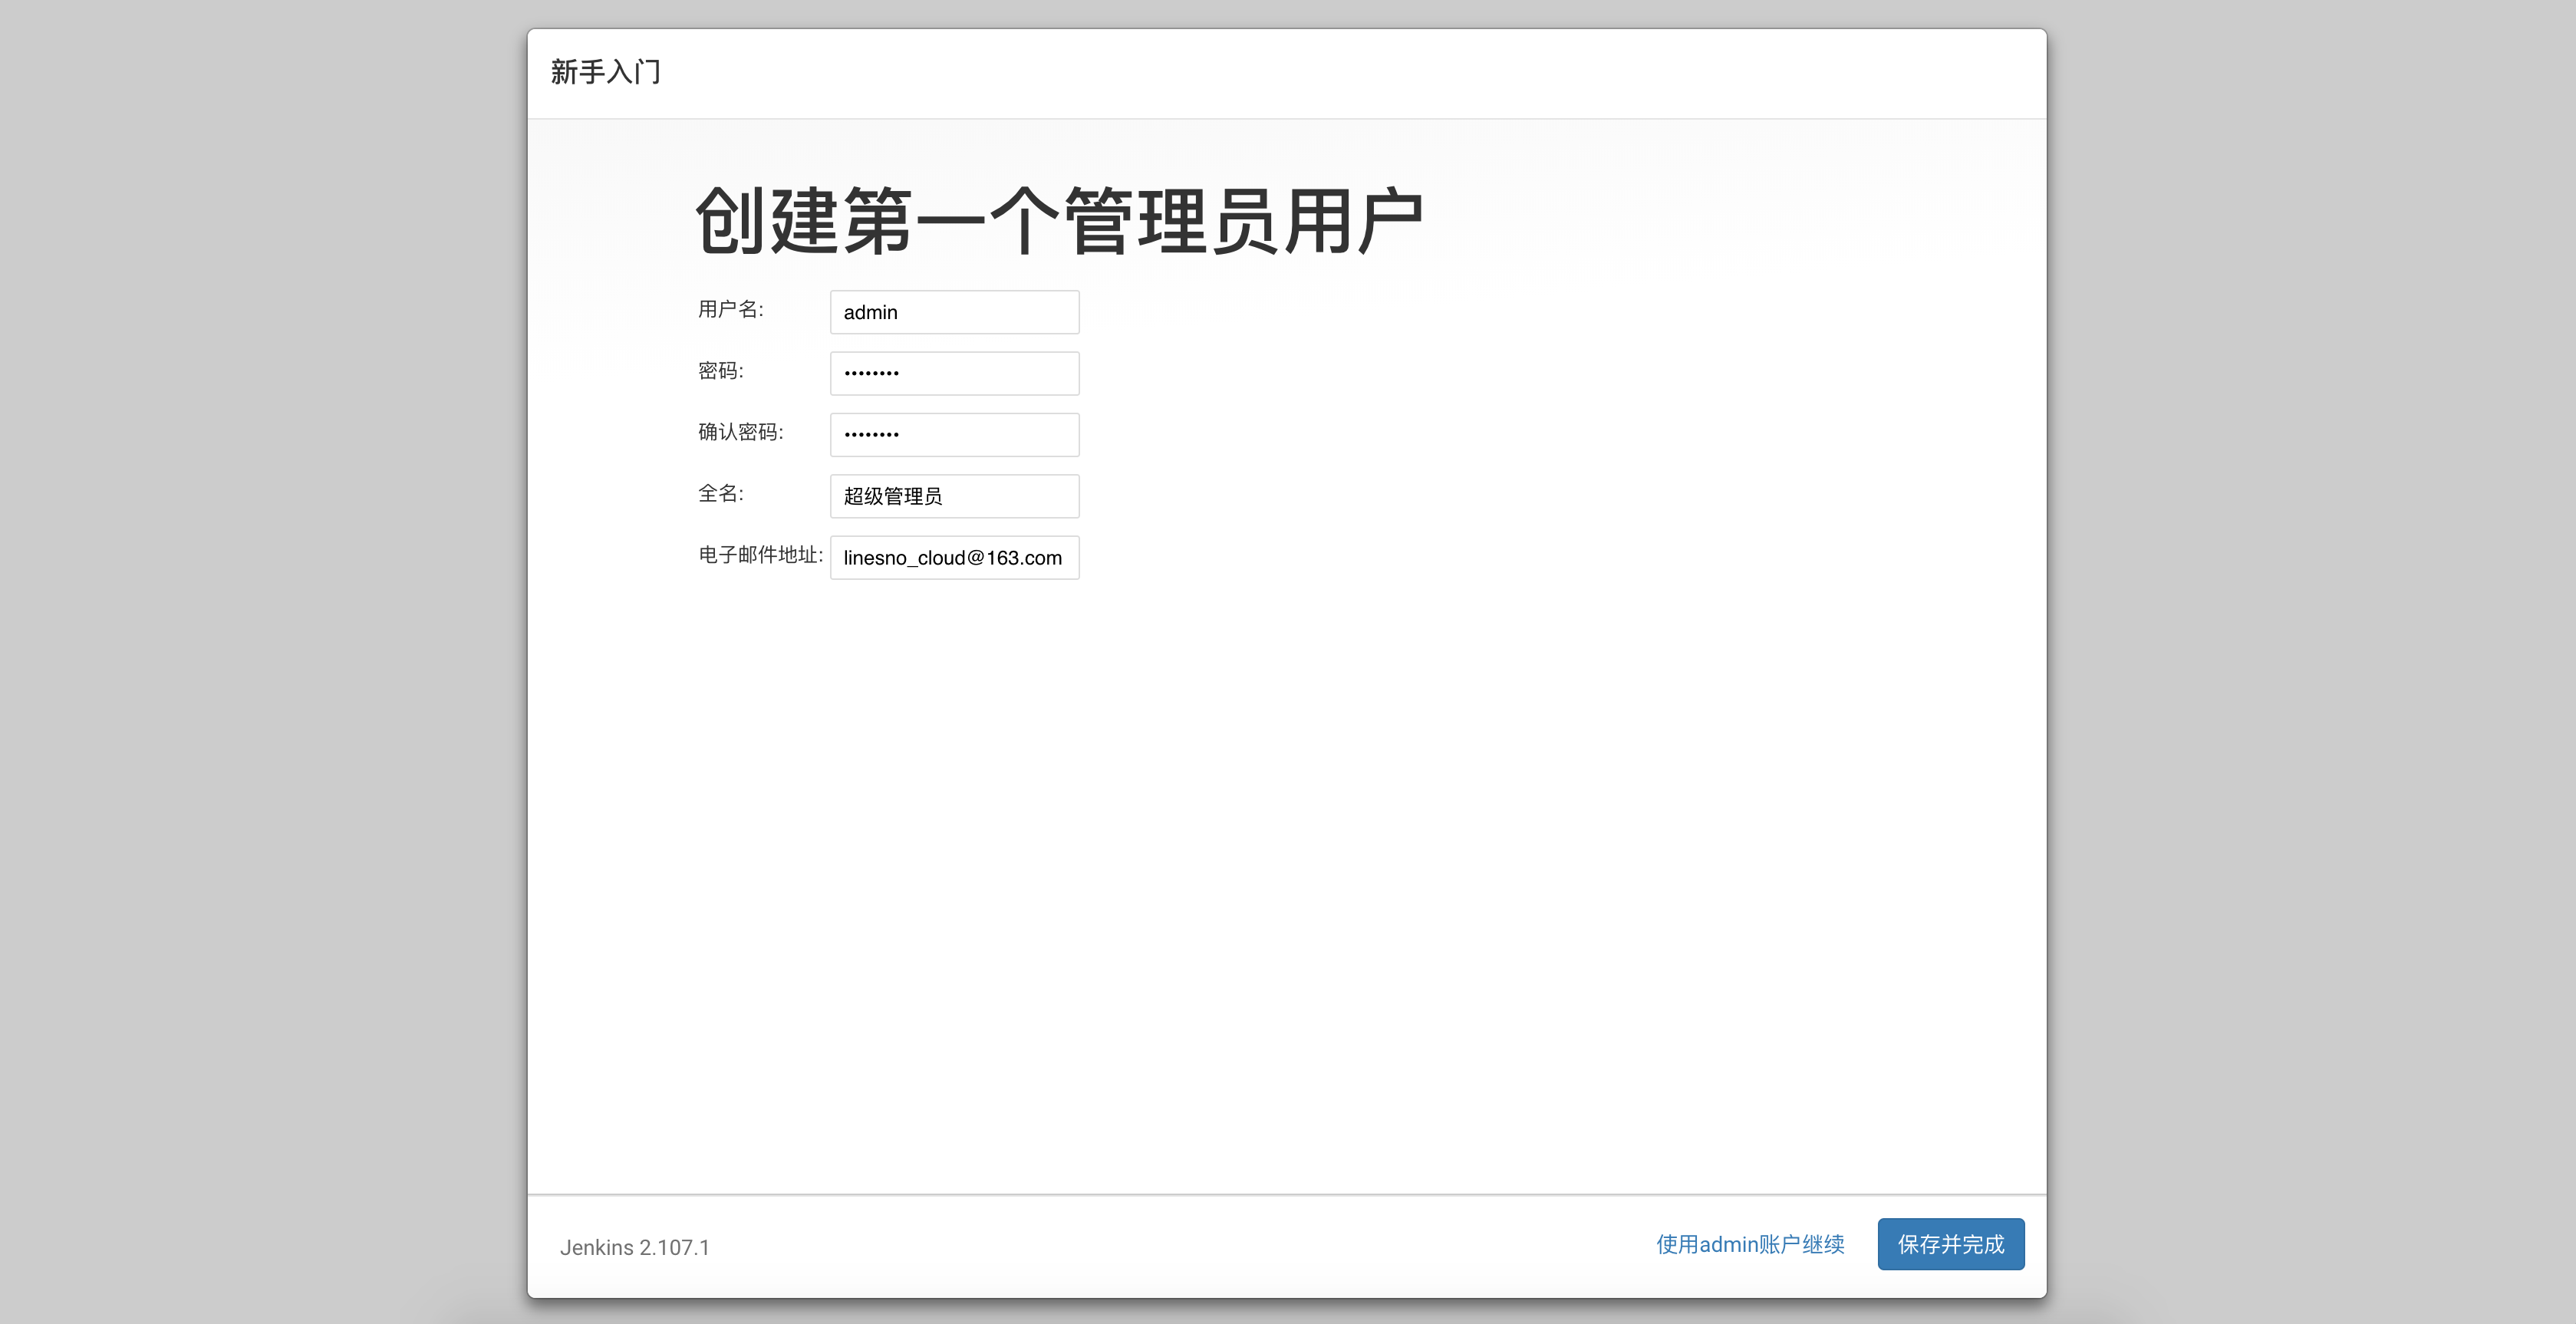 新手入门
创建第一个管理员用户
用户名: admin
密码: ••••••••
确认密码: ••••••••
全名: 超级管理员
电子邮件地址: linesno_cloud@163.com
Jenkins 2.107.1 使用admin账户继续 保存并完成